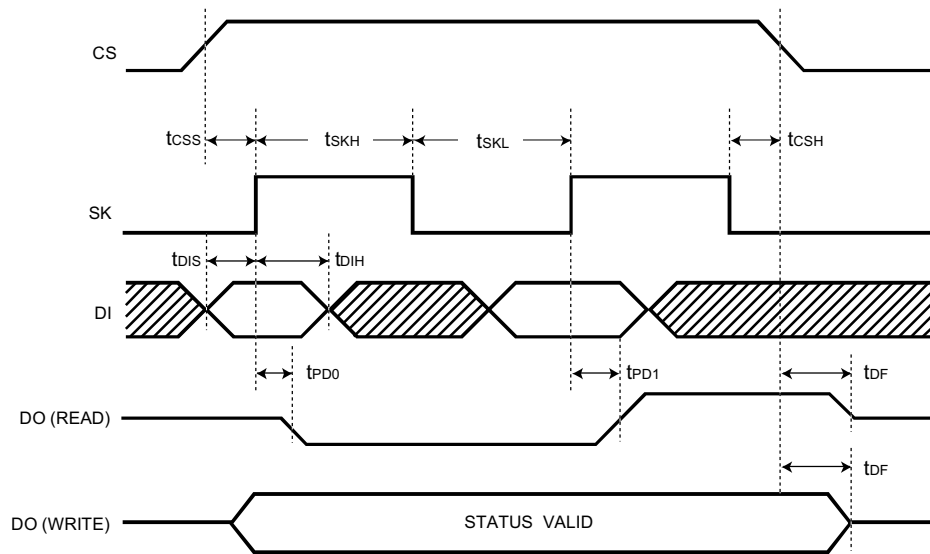 CS
tCSS tSKH tSKL tCSH
SK
tDIS tDIH
DI
tPD0 tPD1 tDF
DO (READ)
tDF
DO (WRITE) STATUS VALID